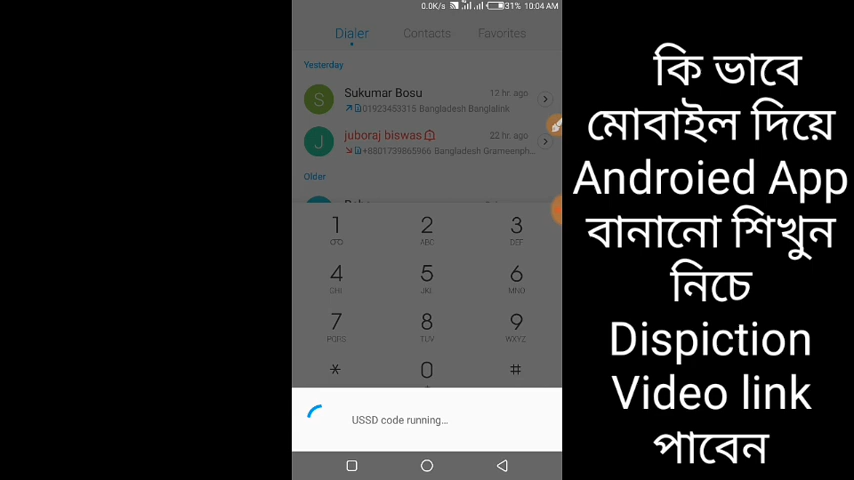 0.0K/s 31% 10:04 AM
Dialer Contacts Favorites
Yesterday
S Sukumar Bosu 12 hr. ago
01923453315 Bangladesh Banglalink
J juboraj biswas 22 hr. ago
+8801739865966 Bangladesh Grameenph...
Older
1 2 3
ABC DEF
4 5 6
GHI JKL MNO
7 8 9
PQRS TUV WXYZ
* 0 #
USSD code running...
কি ভাবে
মোবাইল দিয়ে
Androied App
বানানো শিখুন
নিচে
Dispiction
Video link
পাবেন